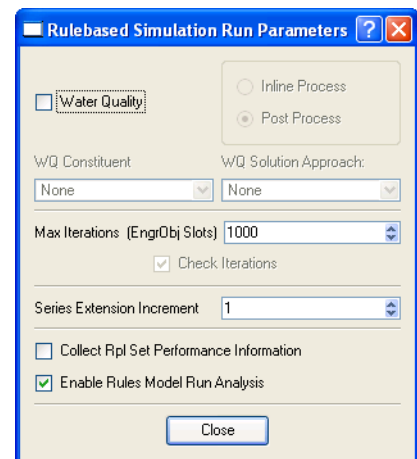 Rulebased Simulation Run Parameters
Water Quality
Inline Process
Post Process
WQ Constituent
WQ Solution Approach:
None
None
Max Iterations (EngrObj Slots) 1000
Check Iterations
Series Extension Increment 1
Collect Rpl Set Performance Information
Enable Rules Model Run Analysis
Close